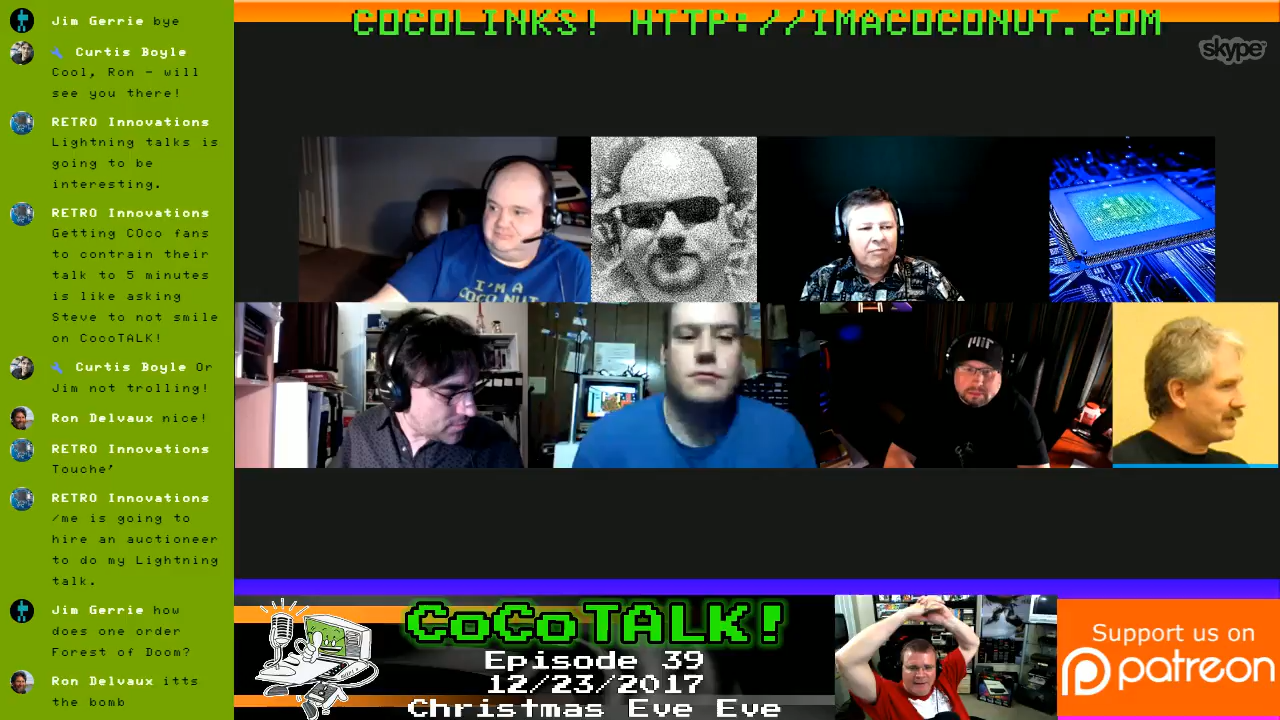 Jim Gerrie bye
Curtis Boyle
Cool, Ron - will
see you there!
RETRO Innovations
Lightning talks is
going to be
interesting.
RETRO Innovations
Getting COco fans
to contrain their
talk to 5 minutes
is like asking
Steve to not smile
on CocoTALK!
Curtis Boyle Or
Jim not trolling!
Ron Delvaux nice!
RETRO Innovations
Touche'
RETRO Innovations
/me is going to
hire an auctioneer
to do my Lightning
talk.
Jim Gerrie how
does one order
Forest of Doom?
Ron Delvaux itts
the bomb
COCOLINKS! HTTP://IMACOCONUT.COM
skype
I'M A
COCO NUT
MIT
CoCoTALK!
Episode 39
12/23/2017
Christmas Eve Eve
Support us on
patreon